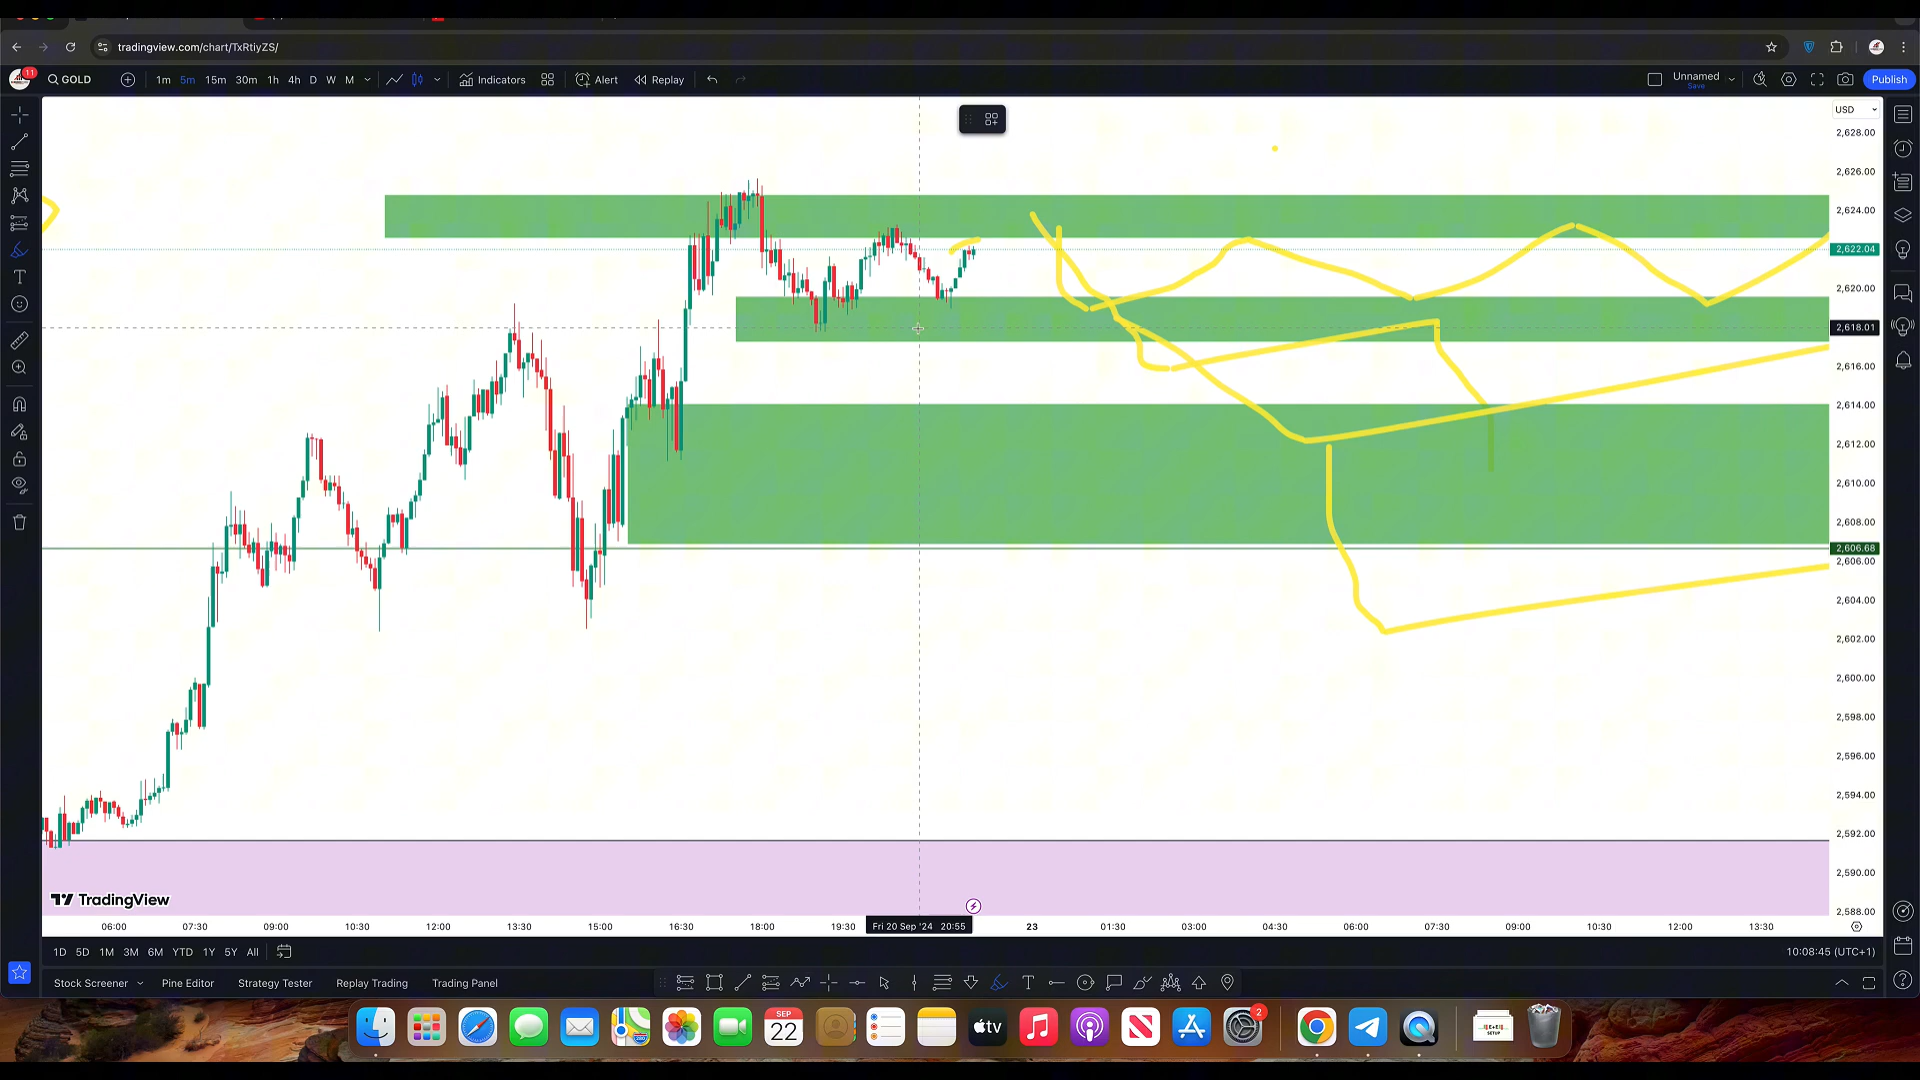 tradingview.com/chart/TxRtiyZS/
11
GOLD
1m 5m 15m 30m 1h 4h D W M
Indicators
Alert
Replay
Unnamed
Save
Publish
USD
2,628.00
2,626.00
2,624.00
2,622.04
2,620.00
2,618.01
2,616.00
2,614.00
2,612.00
2,610.00
2,608.00
2,606.68
2,606.00
2,604.00
2,602.00
2,600.00
2,598.00
2,596.00
2,594.00
2,592.00
2,590.00
2,588.00
TradingView
06:00 07:30 09:00 10:30 12:00 13:30 15:00 16:30 18:00 19:30 Fri 20 Sep '24 20:55 23 01:30 03:00 04:30 06:00 07:30 09:00 10:30 12:00 13:30
1D 5D 1M 3M 6M YTD 1Y 5Y All
10:08:45 (UTC+1)
Stock Screener Pine Editor Strategy Tester Replay Trading Trading Panel
SEP
22
tv
2
SETUP